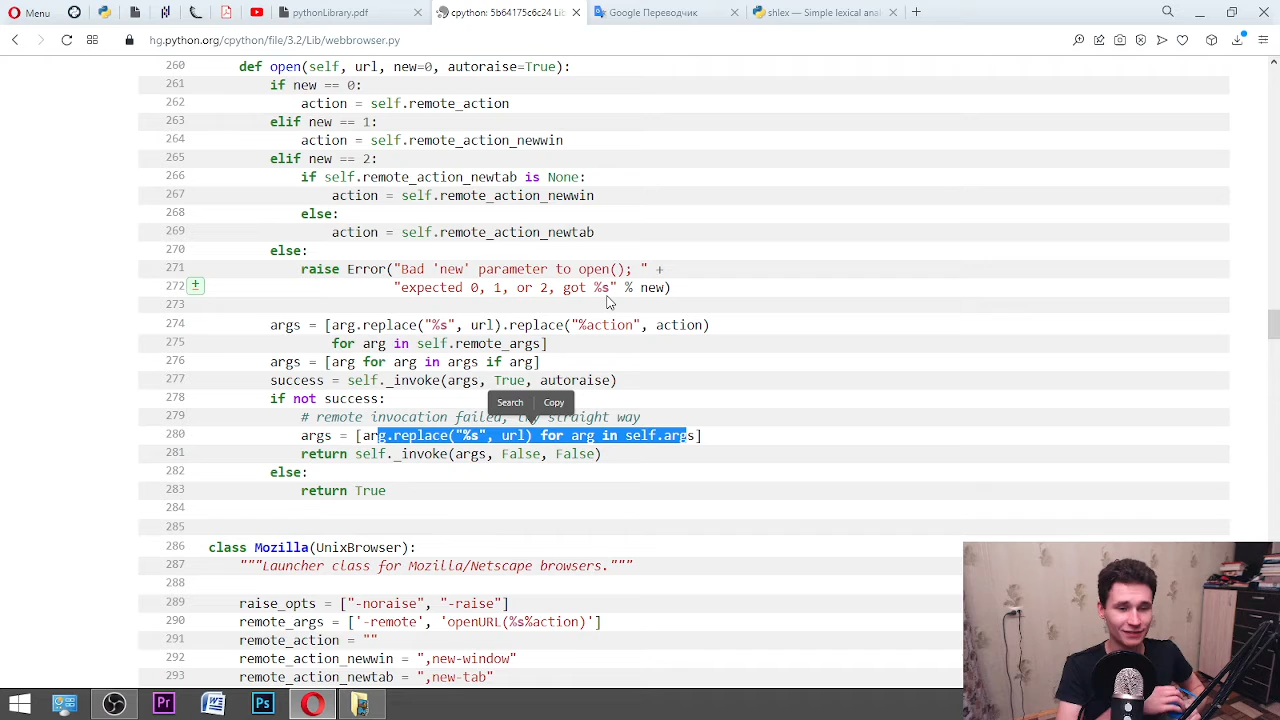 Menu
pythonLibrary.pdf
cpython: 5b64175c6c24 Lib
Google Переводчик
shlex — Simple lexical anal
hg.python.org/cpython/file/3.2/Lib/webbrowser.py
260 def open(self, url, new=0, autoraise=True):
261 if new == 0:
262 action = self.remote_action
263 elif new == 1:
264 action = self.remote_action_newwin
265 elif new == 2:
266 if self.remote_action_newtab is None:
267 action = self.remote_action_newwin
268 else:
269 action = self.remote_action_newtab
270 else:
271 raise Error("Bad 'new' parameter to open(); " +
272 "expected 0, 1, or 2, got %s" % new)
273
274 args = [arg.replace("%s", url).replace("%action", action)
275 for arg in self.remote_args]
276 args = [arg for arg in args if arg]
277 success = self._invoke(args, True, autoraise)
278 if not success:
Search Copy
279 # remote invocation failed, try straight way
280 args = [arg.replace("%s", url) for arg in self.args]
281 return self._invoke(args, False, False)
282 else:
283 return True
284
285
286 class Mozilla(UnixBrowser):
287 """Launcher class for Mozilla/Netscape browsers."""
288
289 raise_opts = ["-noraise", "-raise"]
290 remote_args = ['-remote', 'openURL(%s%action)']
291 remote_action = ""
292 remote_action_newwin = ",new-window"
293 remote_action_newtab = ",new-tab"
Pr
Ps